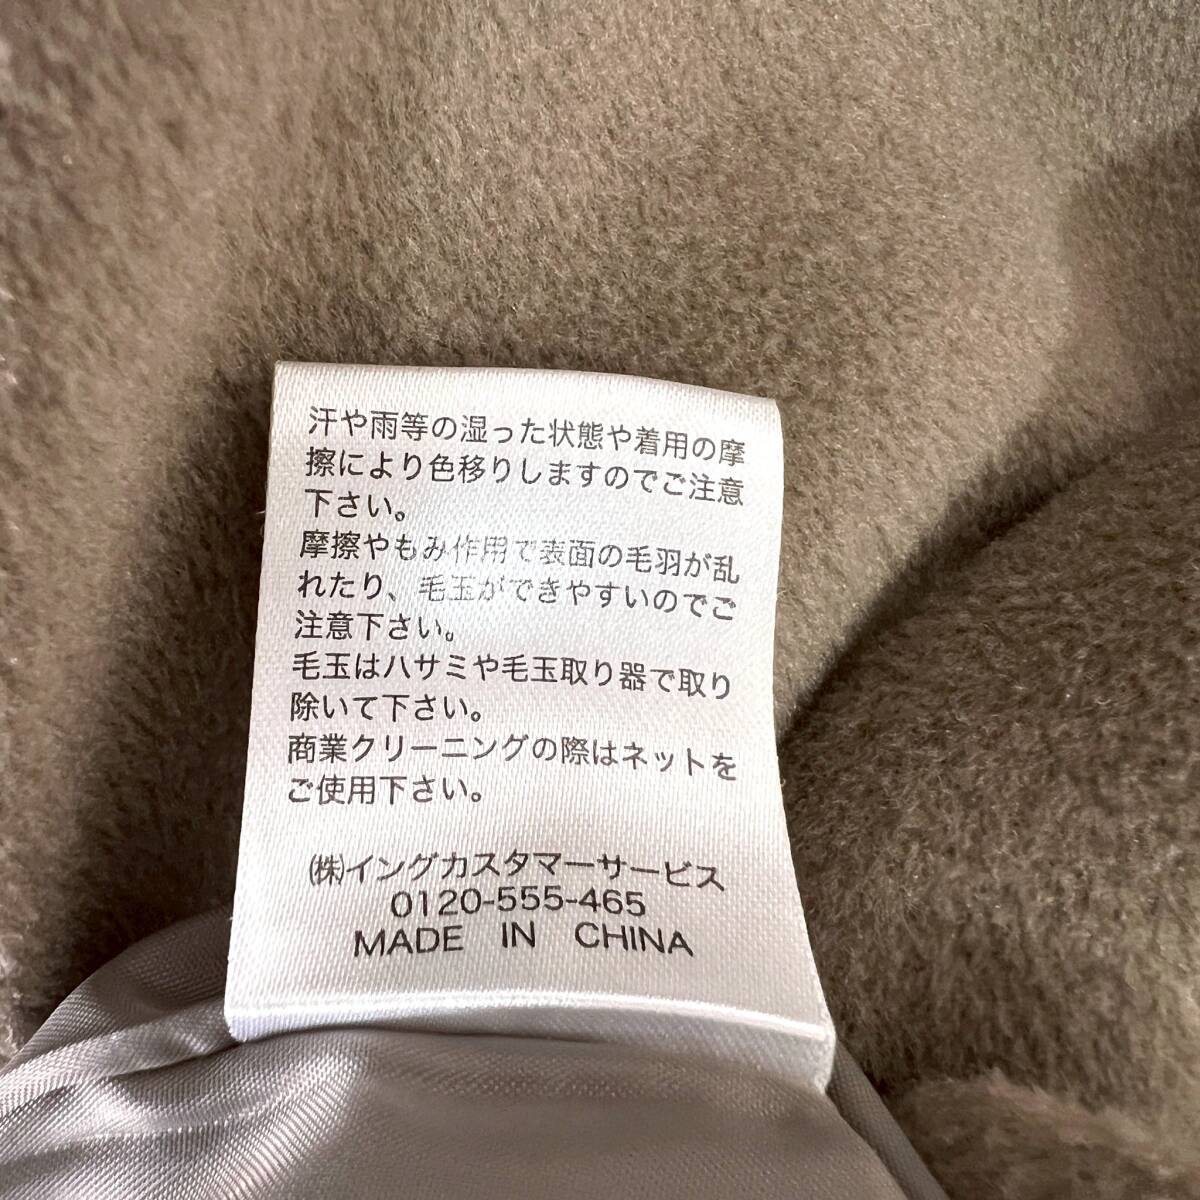 汗や雨等の湿った状態や着用の摩
擦により色移りしますのでご注意
下さい。
摩擦やもみ作用で表面の毛羽が乱
れたり、毛玉ができやすいのでご
注意下さい。
毛玉はハサミや毛玉取り器で取り
除いて下さい。
商業クリーニングの際はネットを
ご使用下さい。
㈱イングカスタマーサービス
0120-555-465
MADE IN CHINA